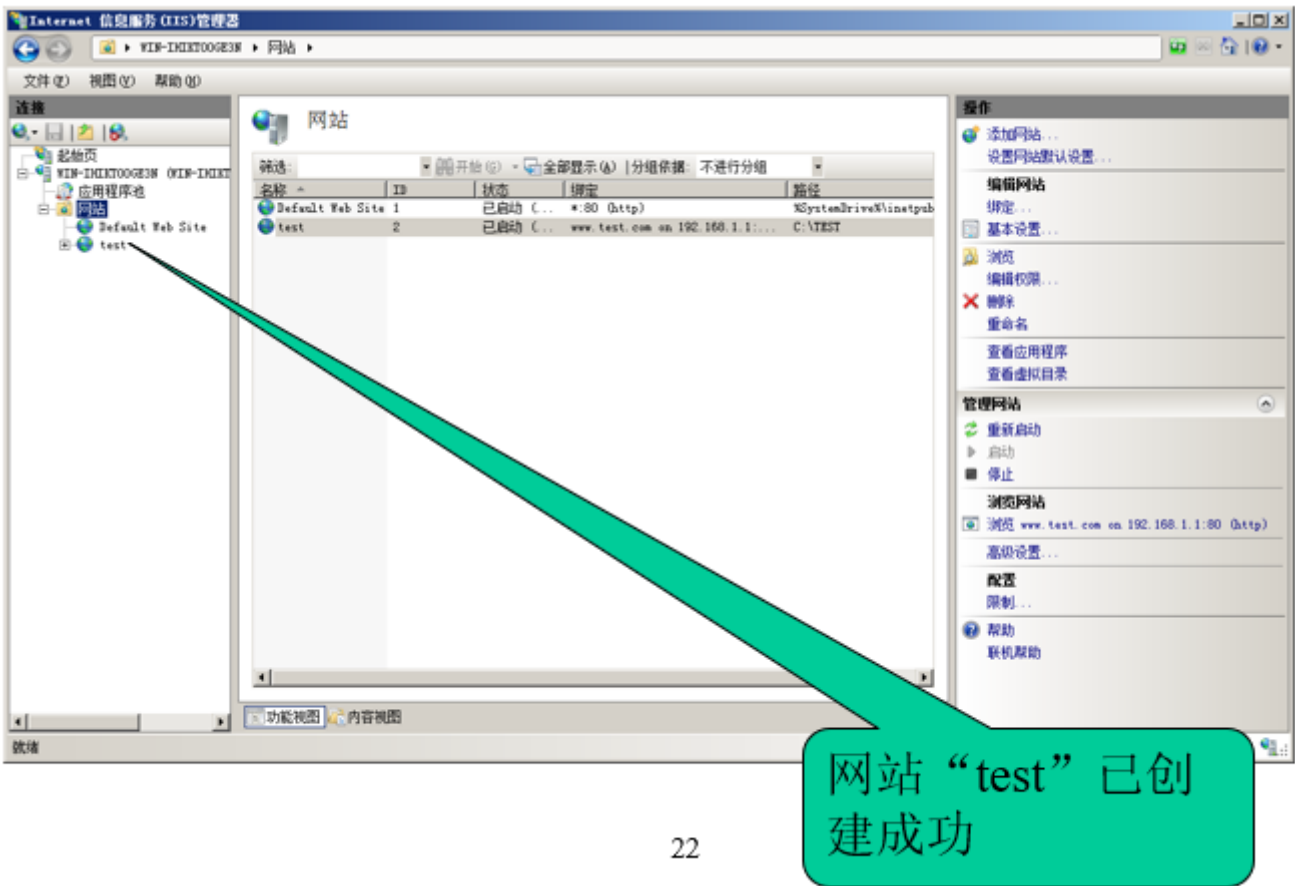 Internet 信息服务(IIS)管理器
WIN-IHIKTOOGE3N ▸ 网站 ▸
文件(F) 视图(V) 帮助(H)
连接
起始页
WIN-IHIKTOOGE3N (WIN-IHIKT
应用程序池
网站
Default Web Site
test
网站
筛选: 开始(G) 全部显示(A) 分组依据: 不进行分组
名称 ID 状态 绑定 路径
Default Web Site 1 已启动 (... *:80 (http) %SystemDrive%\inetpub
test 2 已启动 (... www.test.com on 192.168.1.1:... C:\TEST
功能视图 内容视图
操作
添加网站...
设置网站默认设置...
编辑网站
绑定...
基本设置...
浏览
编辑权限...
删除
重命名
查看应用程序
查看虚拟目录
管理网站
重新启动
启动
停止
浏览网站
浏览 www.test.com on 192.168.1.1:80 (http)
高级设置...
配置
限制...
帮助
联机帮助
就绪
网站“test”已创
建成功
22